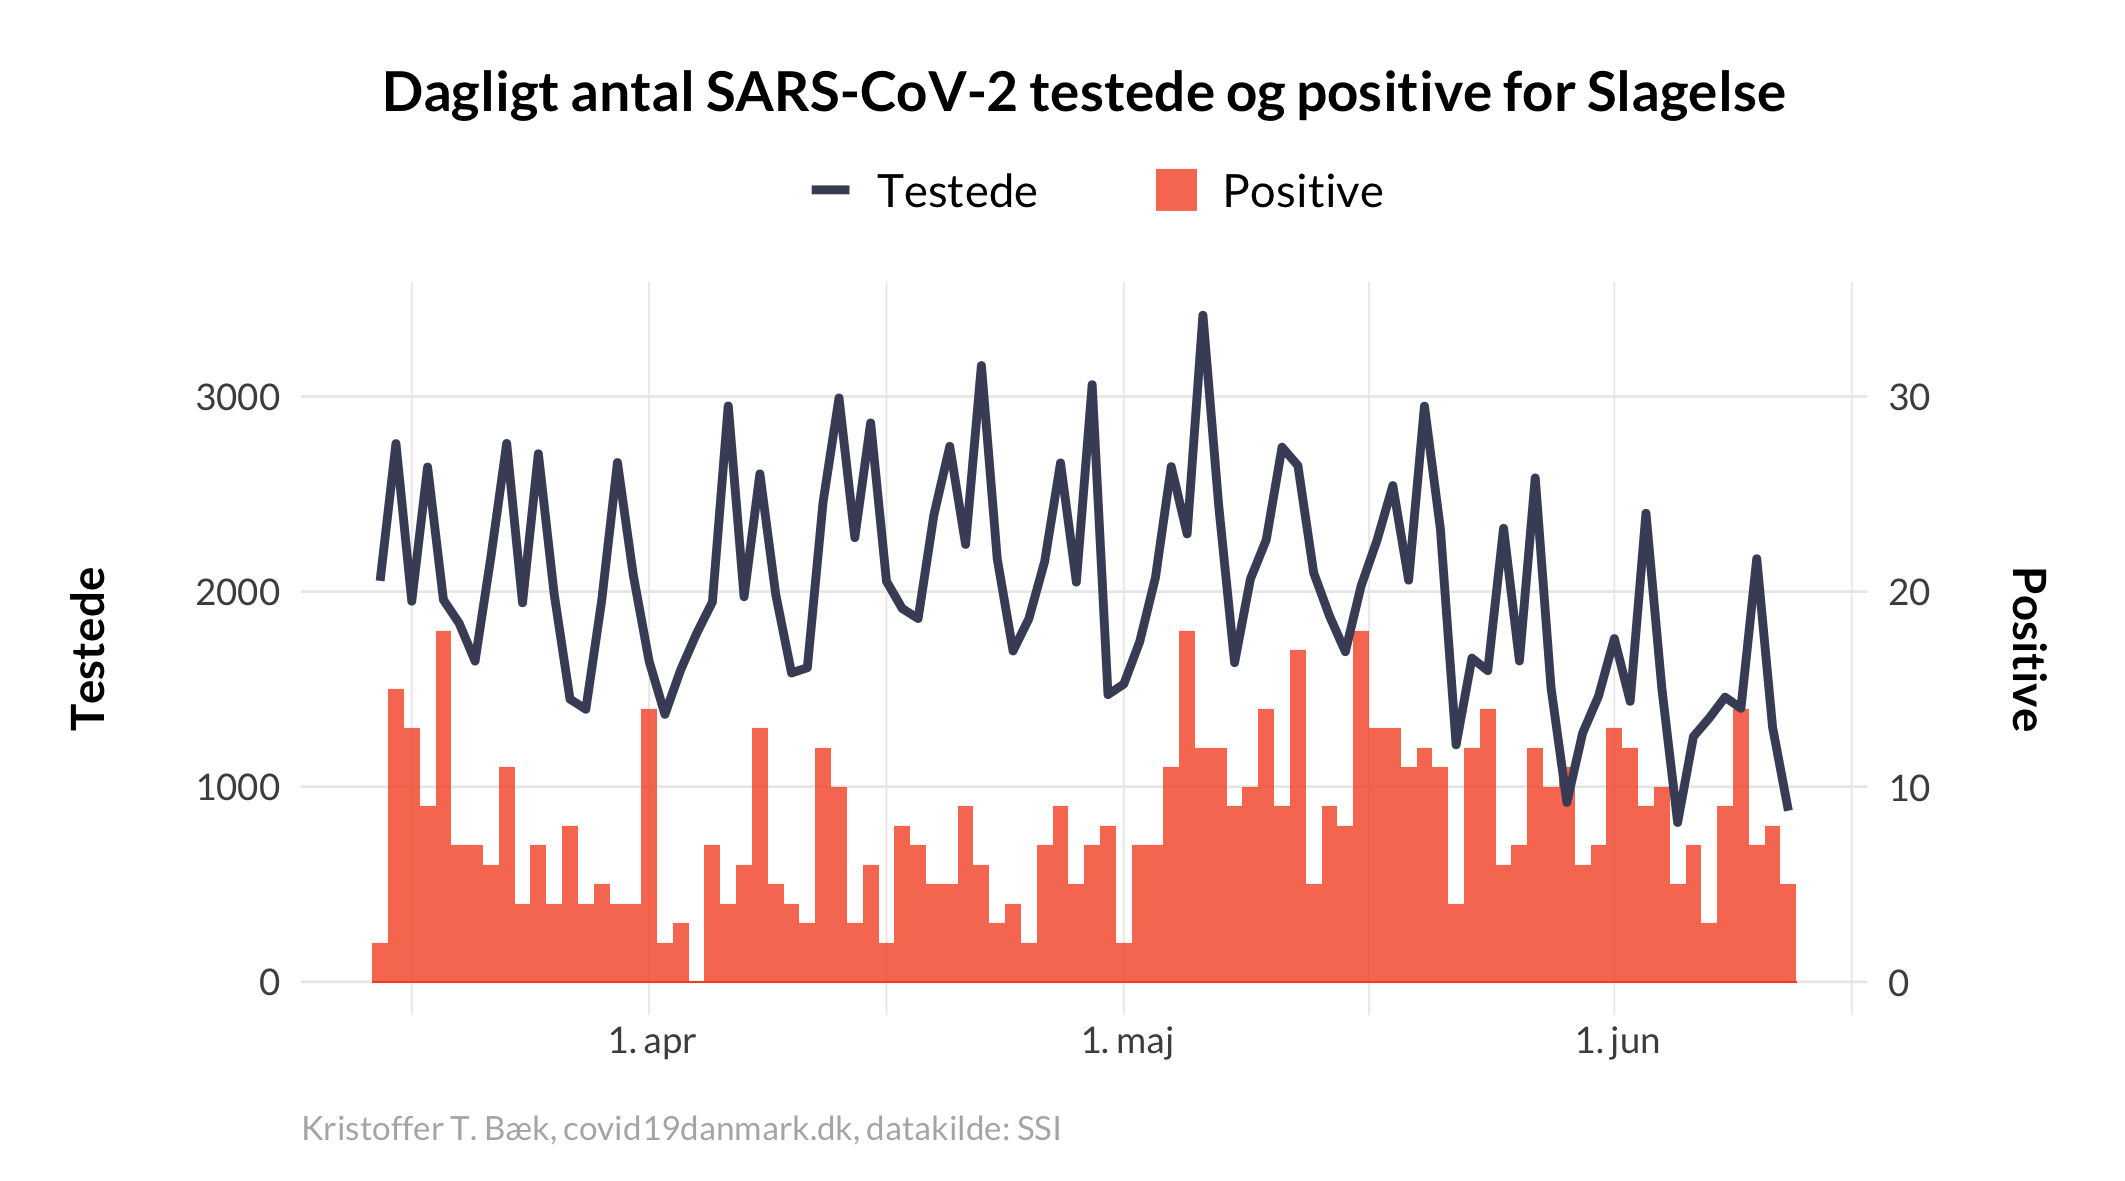 Dagligt antal SARS-CoV-2 testede og positive for Slagelse
Testede Positive
3000 30
2000 20
1000 10
0 0
Testede
Positive
1. apr 1. maj 1. jun
Kristoffer T. Bæk, covid19danmark.dk, datakilde: SSI